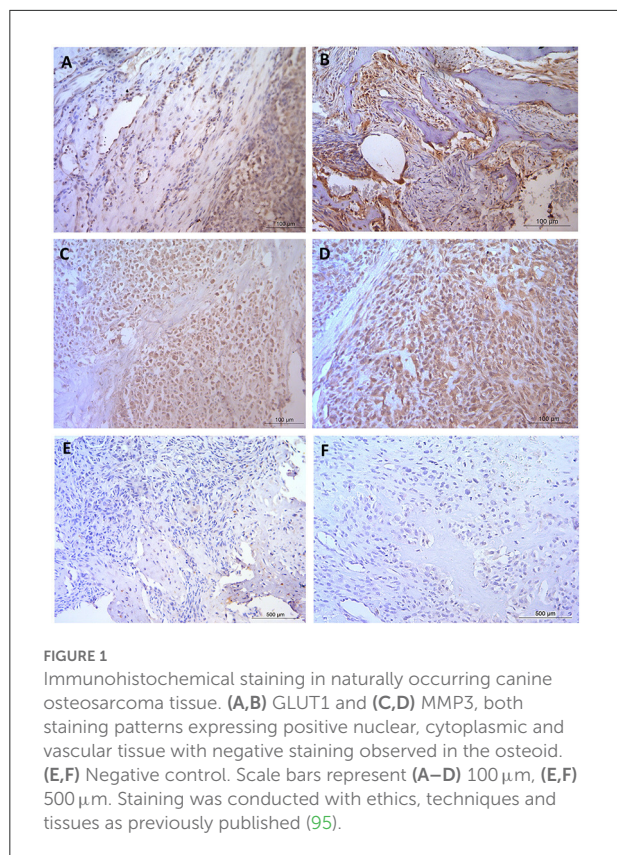 A
B
100 µm
100 µm
C
D
100 µm
100 µm
E
F
500 µm
500 µm
FIGURE 1
Immunohistochemical staining in naturally occurring canine
osteosarcoma tissue. (A,B) GLUT1 and (C,D) MMP3, both
staining patterns expressing positive nuclear, cytoplasmic and
vascular tissue with negative staining observed in the osteoid.
(E,F) Negative control. Scale bars represent (A–D) 100 µm, (E,F)
500 µm. Staining was conducted with ethics, techniques and
tissues as previously published (95).